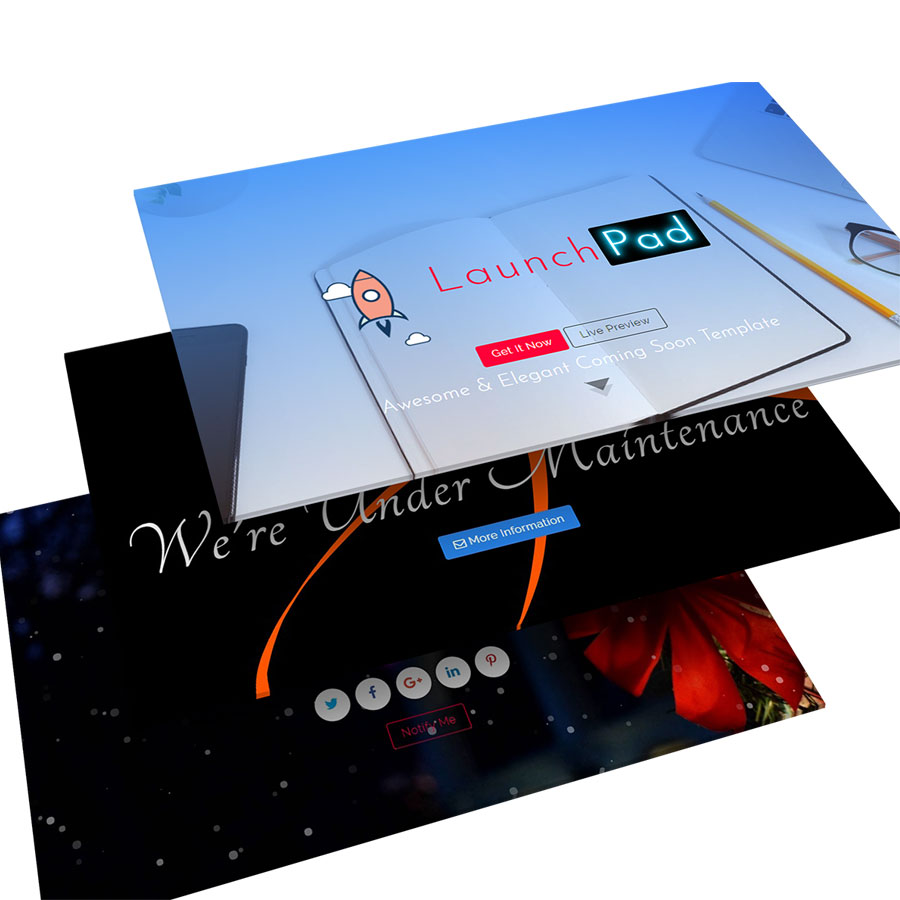 LaunchPad
Get It Now
Live Preview
Awesome & Elegant Coming Soon Template
We're Under Maintenance
More Information
Notify Me